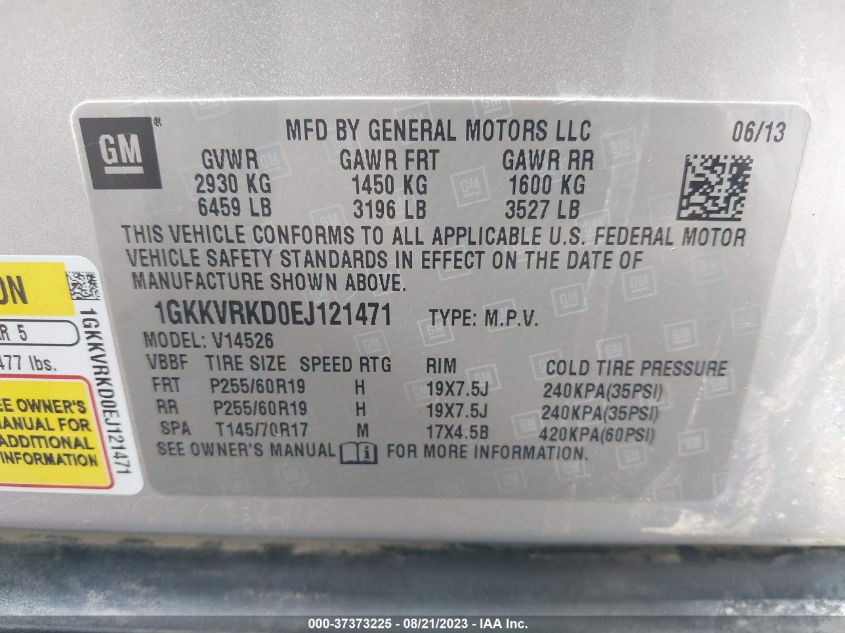 GM ®
MFD BY GENERAL MOTORS LLC 06/13
GVWR GAWR FRT GAWR RR
2930 KG 1450 KG 1600 KG
6459 LB 3196 LB 3527 LB
THIS VEHICLE CONFORMS TO ALL APPLICABLE U.S. FEDERAL MOTOR
VEHICLE SAFETY STANDARDS IN EFFECT ON THE DATE OF
MANUFACTURE SHOWN ABOVE.
1GKKVRKD0EJ121471 TYPE: M.P.V.
MODEL: V14526
VBBF TIRE SIZE SPEED RTG RIM COLD TIRE PRESSURE
FRT P255/60R19 H 19X7.5J 240KPA(35PSI)
RR P255/60R19 H 19X7.5J 240KPA(35PSI)
SPA T145/70R17 M 17X4.5B 420KPA(60PSI)
SEE OWNER'S MANUAL i FOR MORE INFORMATION.
ON
R 5
477 lbs.
EE OWNER'S
MANUAL FOR
ADDITIONAL
INFORMATION
1GKKVRKD0EJ121471
000-37373225 - 08/21/2023 - IAA Inc.